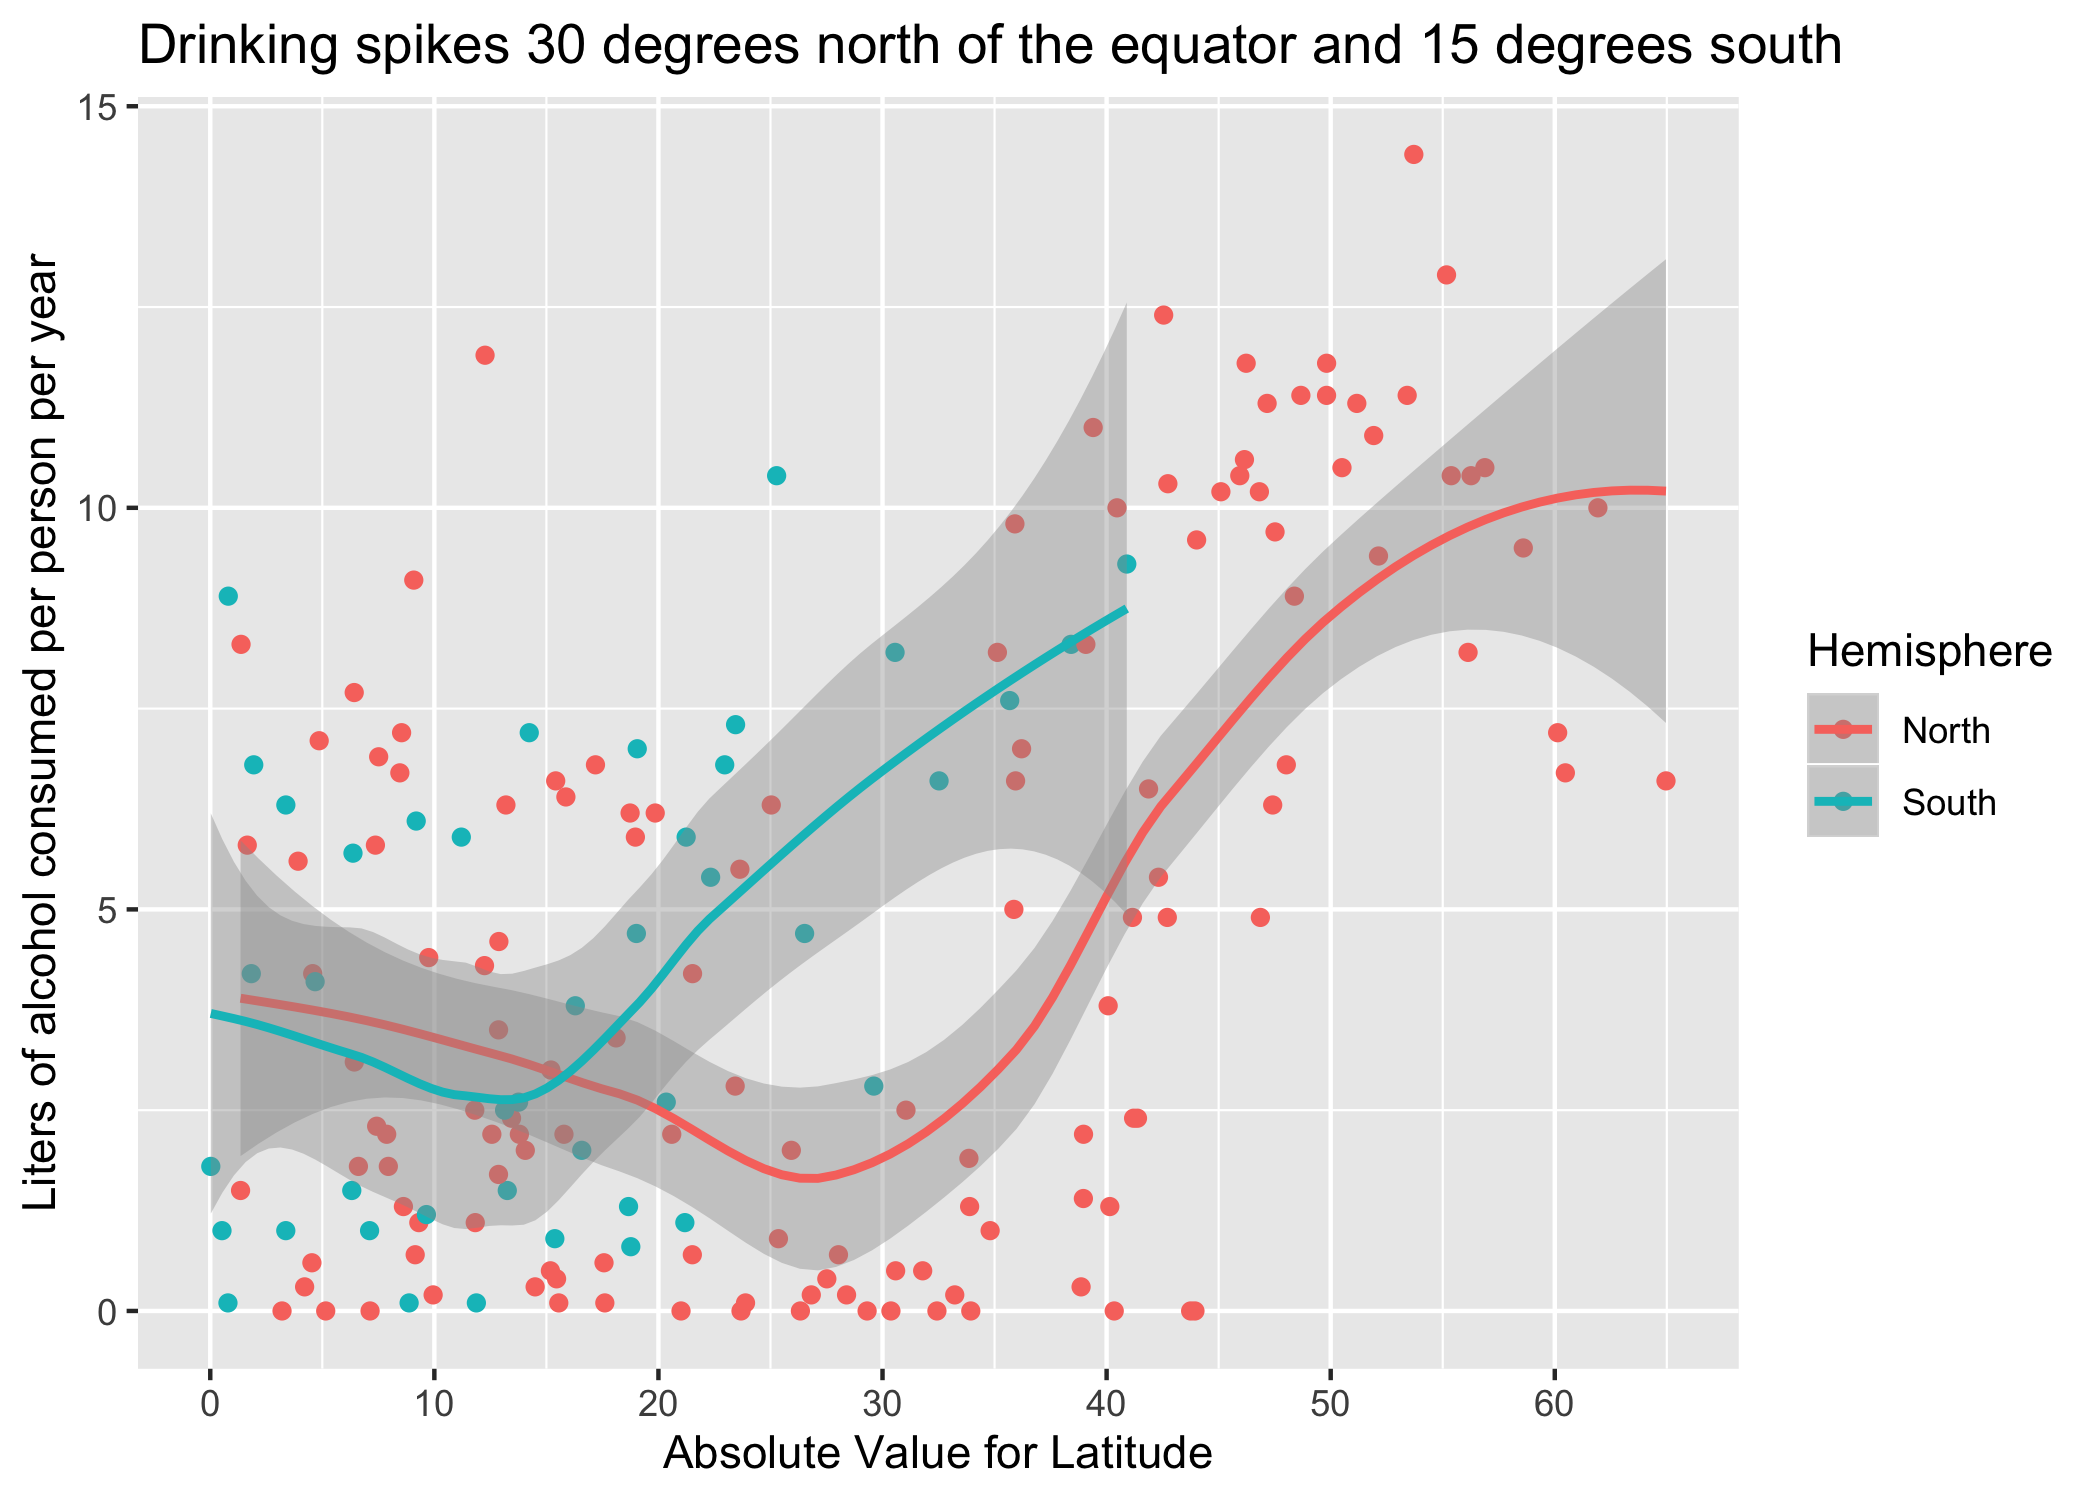 Drinking spikes 30 degrees north of the equator and 15 degrees south
Liters of alcohol consumed per person per year
15
10
5
0
0 10 20 30 40 50 60
Absolute Value for Latitude
Hemisphere
North
South